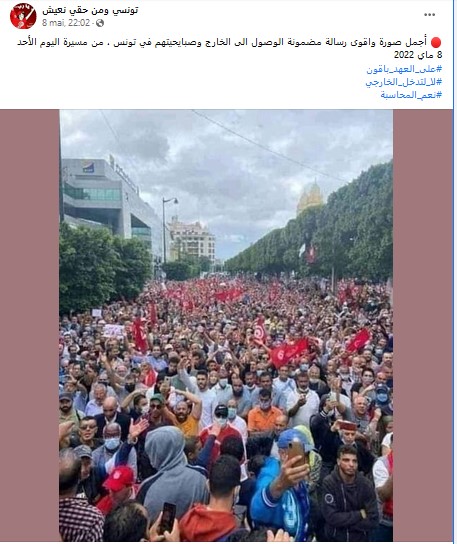 تونسي ومن حقي نعيش
8 mai, 22:02 ·
🔴 أجمل صورة واقوى رسالة مضمونة الوصول الى الخارج وصبايحيتهم في تونس ، من مسيرة اليوم الأحد
8 ماي 2022
#على_العهد_باقون
#لا_لتدخل_الخارجي
#نعم_المحاسبة